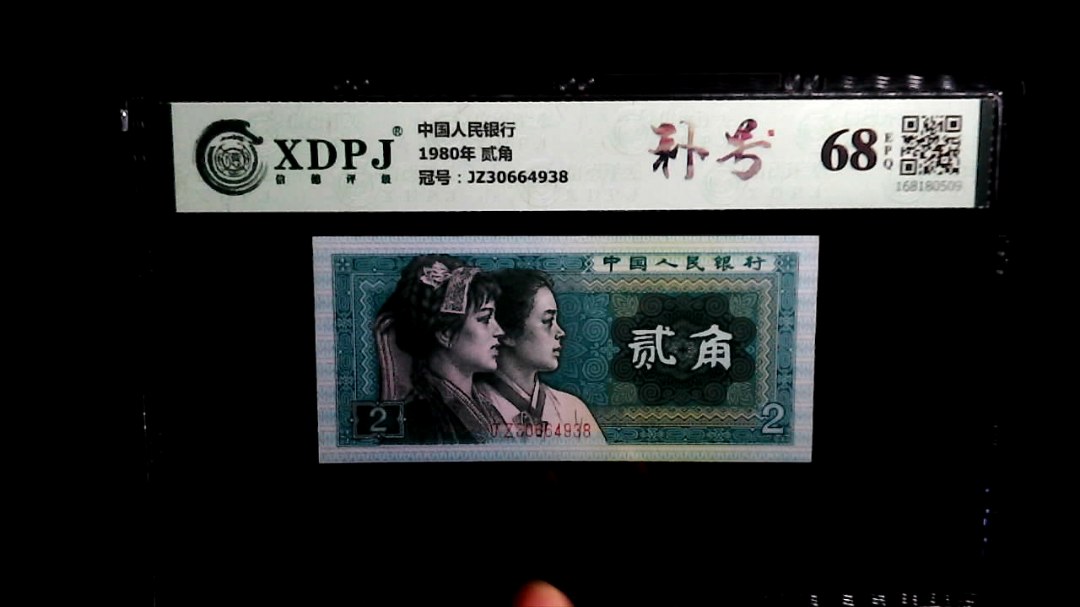 XDPJ®
信德评级
中国人民银行
1980年 贰角
冠号：JZ30664938
补号
68
EPQ
168180509
中国人民银行
贰角
2
2
JZ30664938